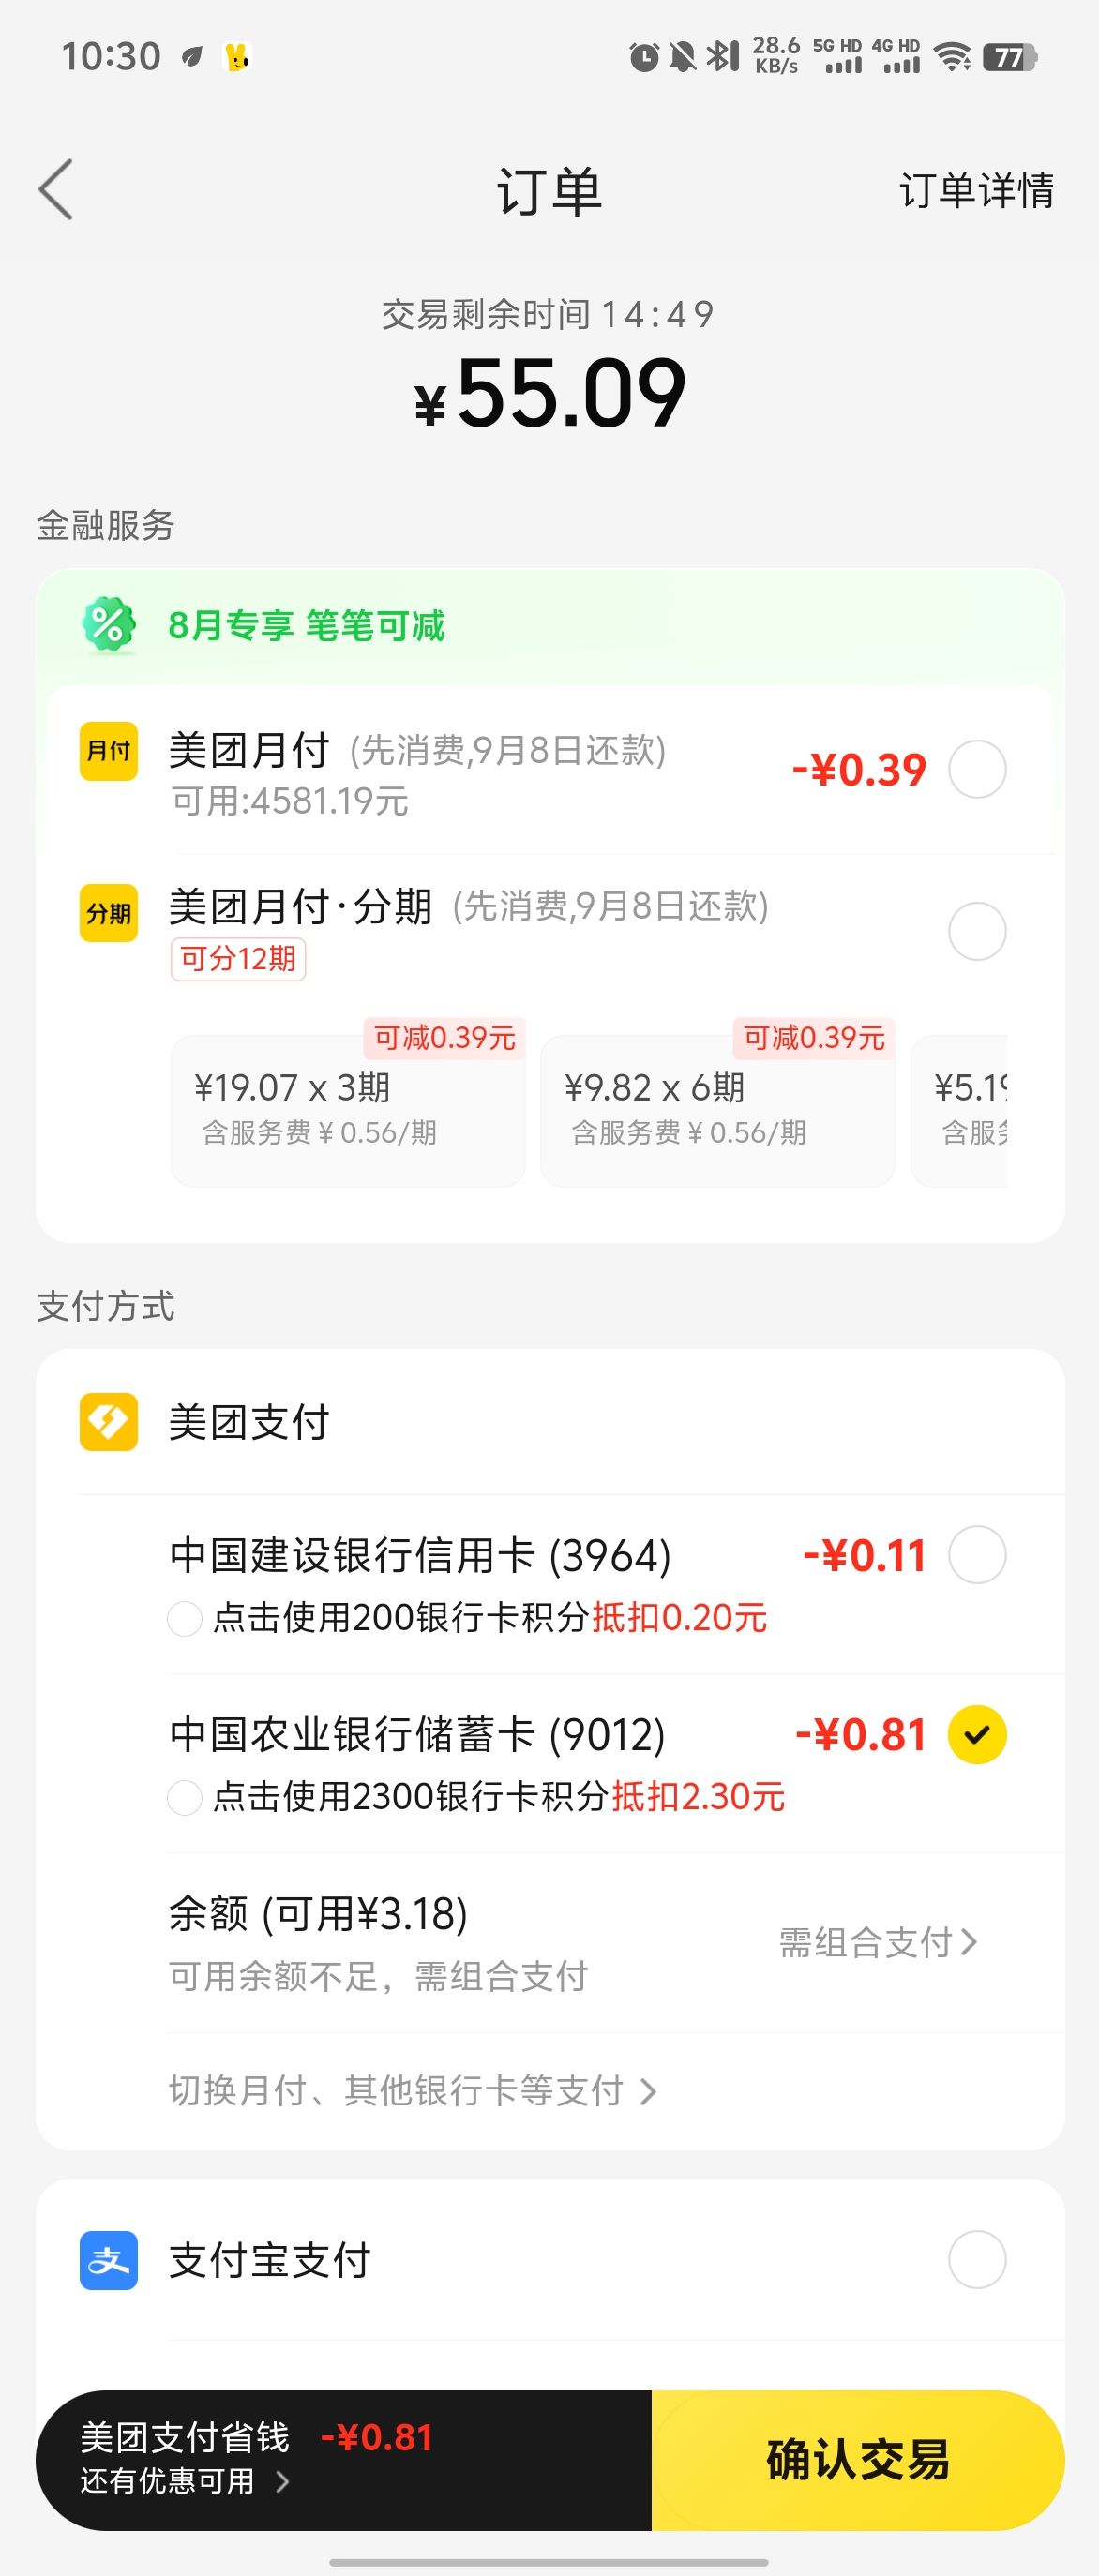 10:30
28.6 KB/s 5G HD 4G HD 77
订单
订单详情
交易剩余时间 14:49
¥55.09
金融服务
8月专享 笔笔可减
月付
美团月付 (先消费,9月8日还款)
可用:4581.19元
-¥0.39
分期
美团月付·分期 (先消费,9月8日还款)
可分12期
可减0.39元
¥19.07 x 3期
含服务费 ¥ 0.56/期
可减0.39元
¥9.82 x 6期
含服务费 ¥ 0.56/期
¥5.19
含服务
支付方式
美团支付
中国建设银行信用卡 (3964)
-¥0.11
点击使用200银行卡积分抵扣0.20元
中国农业银行储蓄卡 (9012)
-¥0.81
点击使用2300银行卡积分抵扣2.30元
余额 (可用¥3.18)
可用余额不足，需组合支付
需组合支付
切换月付、其他银行卡等支付
支
支付宝支付
美团支付省钱 -¥0.81
还有优惠可用
确认交易